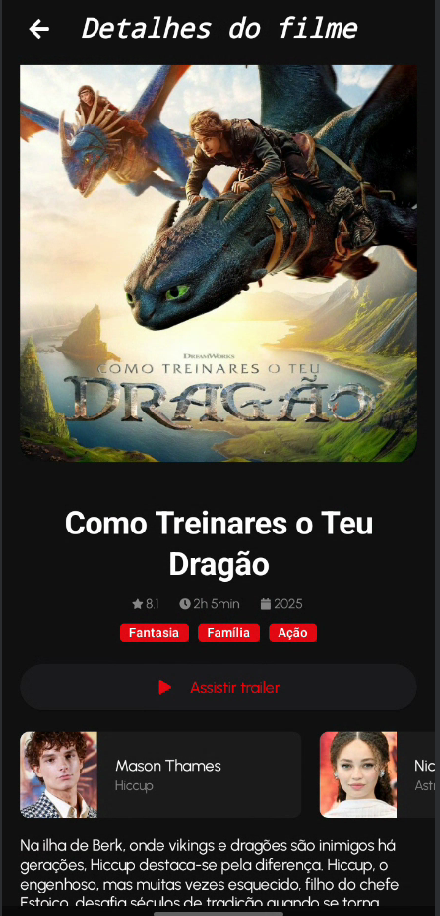 Detalhes do filme
DREAMWORKS
COMO TREINARES O TEU
DRAGÃO
Como Treinares o Teu
Dragão
8.1 2h 5min 2025
Fantasia Família Ação
Assistir trailer
Mason Thames
Hiccup
Nic
Astr
Na ilha de Berk, onde vikings e dragões são inimigos há
gerações, Hiccup destaca-se pela diferença. Hiccup, o
engenhoso, mas muitas vezes esquecido, filho do chefe
Estoico, desafia séculos de tradição quando se torna